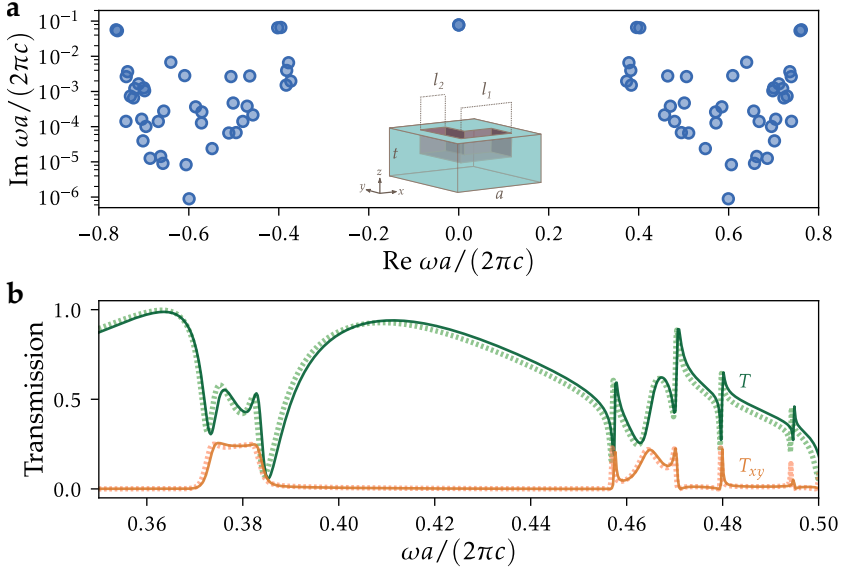 a
Im ωa/(2πc)
10⁻¹
10⁻²
10⁻³
10⁻⁴
10⁻⁵
10⁻⁶
l₂
l₁
t
z
y
x
a
−0.8 −0.6 −0.4 −0.2 0.0 0.2 0.4 0.6 0.8
Re ωa/(2πc)
b
Transmission
1.0
0.5
0.0
T
Tₓᵧ
0.36 0.38 0.40 0.42 0.44 0.46 0.48 0.50
ωa/(2πc)